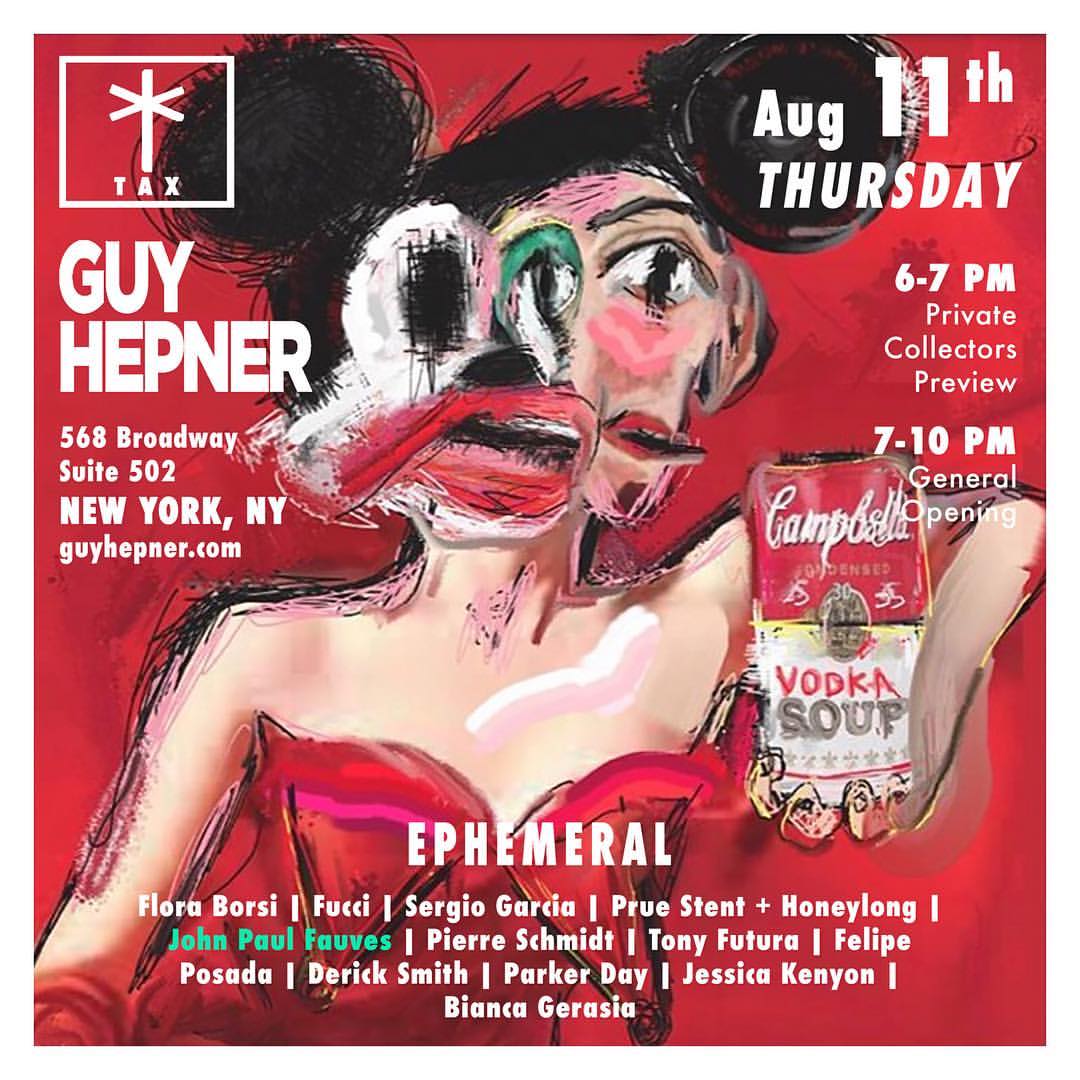 TAX
GUY
HEPNER
568 Broadway
Suite 502
NEW YORK, NY
guyhepner.com
Aug 11th
THURSDAY
6-7 PM
Private
Collectors
Preview
7-10 PM
General
Opening
Campbell's
CONDENSED
VODKA
SOUP
EPHEMERAL
Flora Borsi | Fucci | Sergio Garcia | Prue Stent + Honeylong |
John Paul Fauves | Pierre Schmidt | Tony Futura | Felipe
Posada | Derick Smith | Parker Day | Jessica Kenyon |
Bianca Gerasia